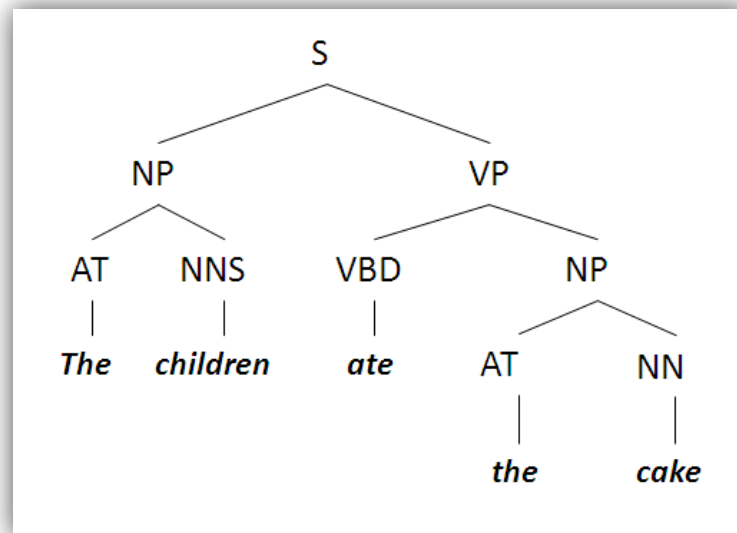 S
NP VP
AT NNS VBD NP
The children ate AT NN
the cake